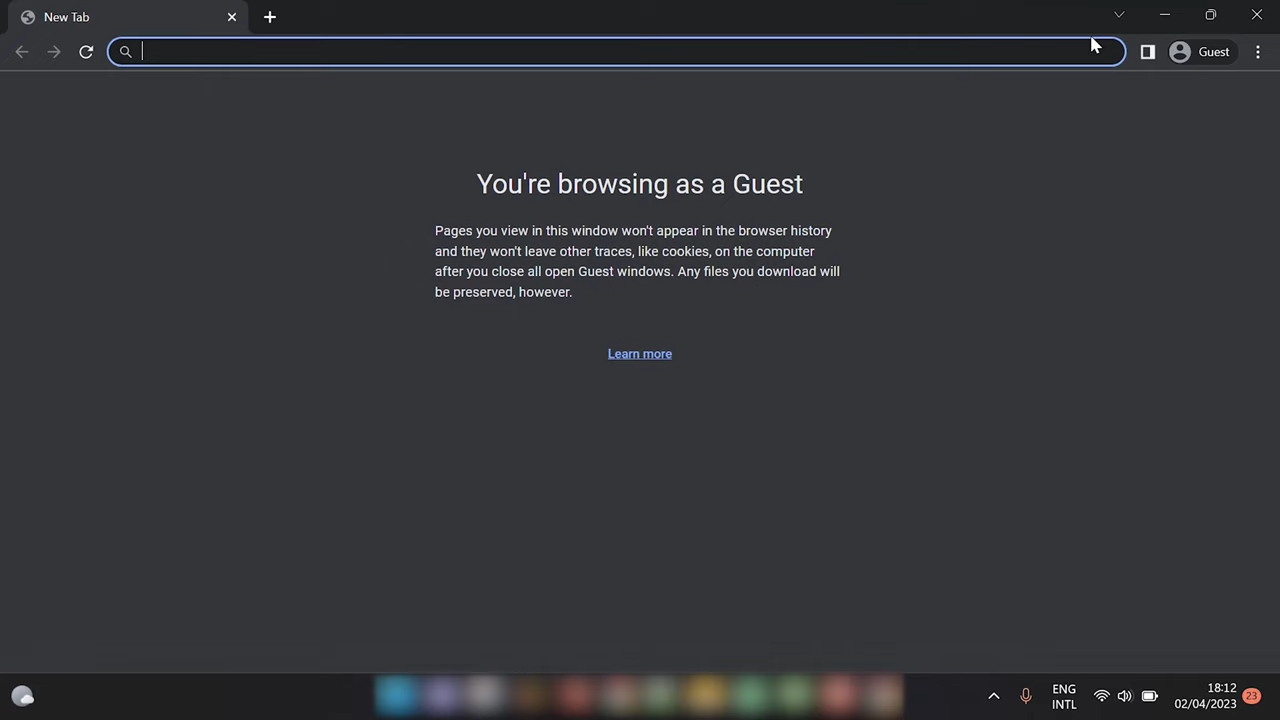 New Tab
Guest
You're browsing as a Guest
Pages you view in this window won't appear in the browser history
and they won't leave other traces, like cookies, on the computer
after you close all open Guest windows. Any files you download will
be preserved, however.
Learn more
ENG
INTL
18:12
02/04/2023
23